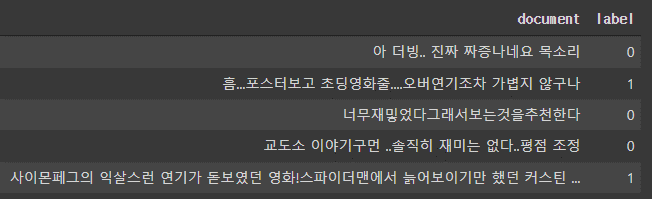 document label
아 더빙.. 진짜 짜증나네요 목소리 0
흠...포스터보고 초딩영화줄....오버연기조차 가볍지 않구나 1
너무재밓었다그래서보는것을추천한다 0
교도소 이야기구먼 ..솔직히 재미는 없다..평점 조정 0
사이몬페그의 익살스런 연기가 돋보였던 영화!스파이더맨에서 늙어보이기만 했던 커스틴 ... 1